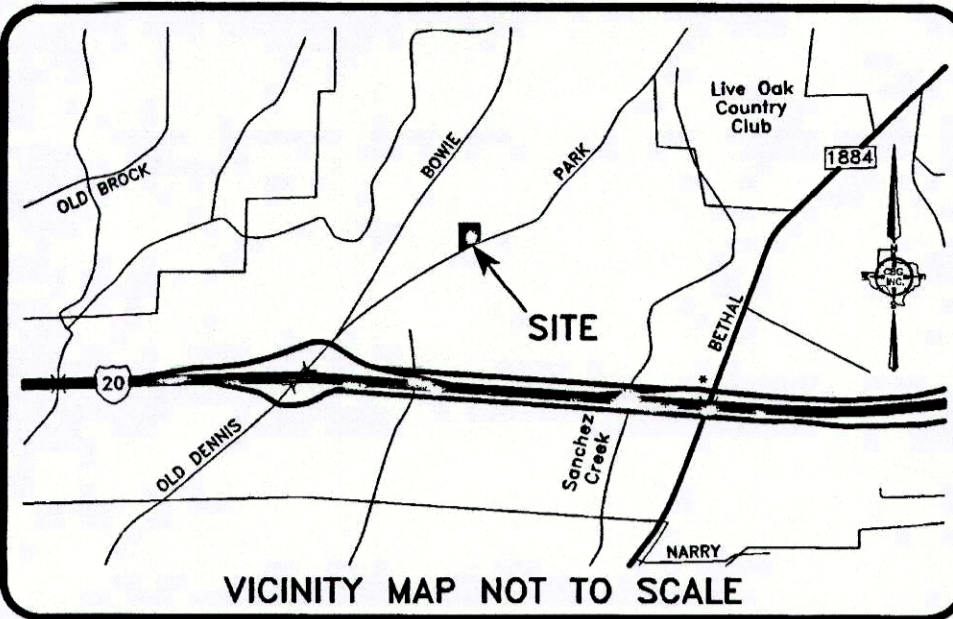 Live Oak
Country
Club
1884
BOWIE
PARK
OLD BROCK
SITE
BETHAL
20
OLD DENNIS
Sanchez
Creek
NARRY
VICINITY MAP NOT TO SCALE